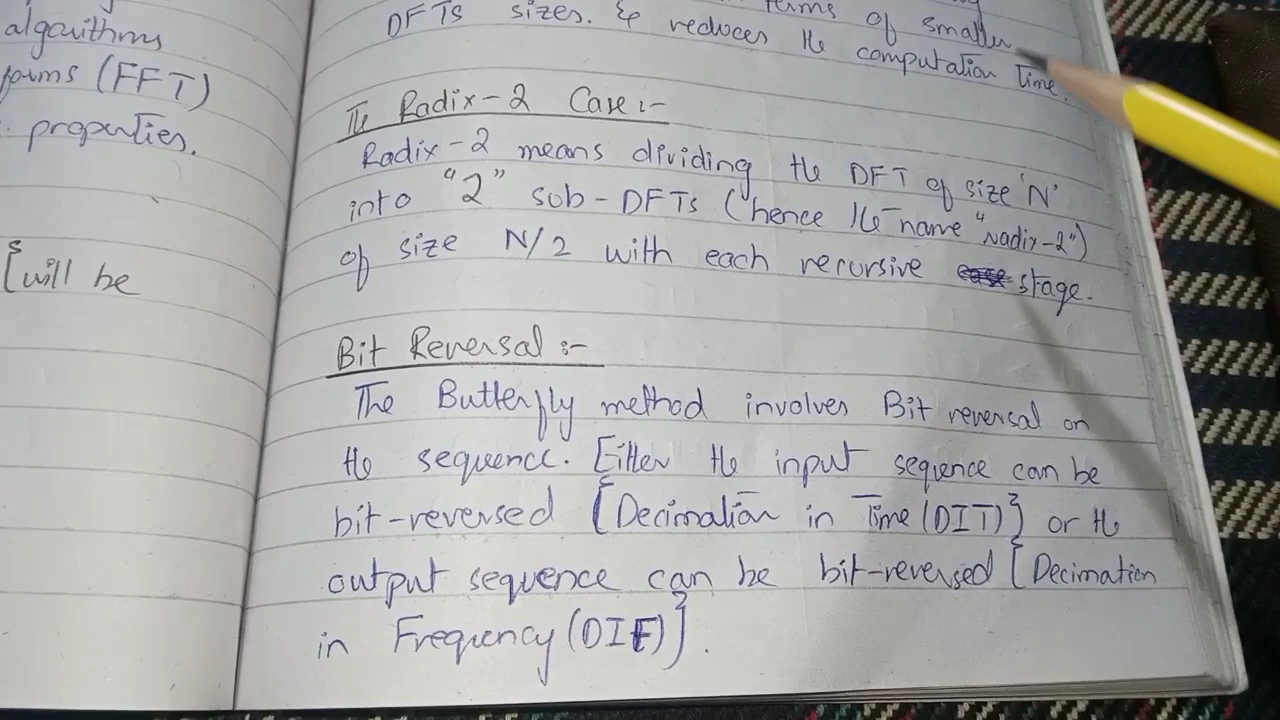 algorithms
forms (FFT)
properties.
[will be
terms of smaller
DFTs sizes. & reduces the computation time.
The Radix-2 Case:-
Radix-2 means dividing the DFT of size 'N'
into "2" sub-DFTs (hence the name "radix-2")
of size N/2 with each recursive stage.
Bit Reversal :-
The Butterfly method involves Bit reversal on
the sequence. Either the input sequence can be
bit-reversed [Decimation in Time (DIT)] or the
output sequence can be bit-reversed [Decimation
in Frequency (DIF)].